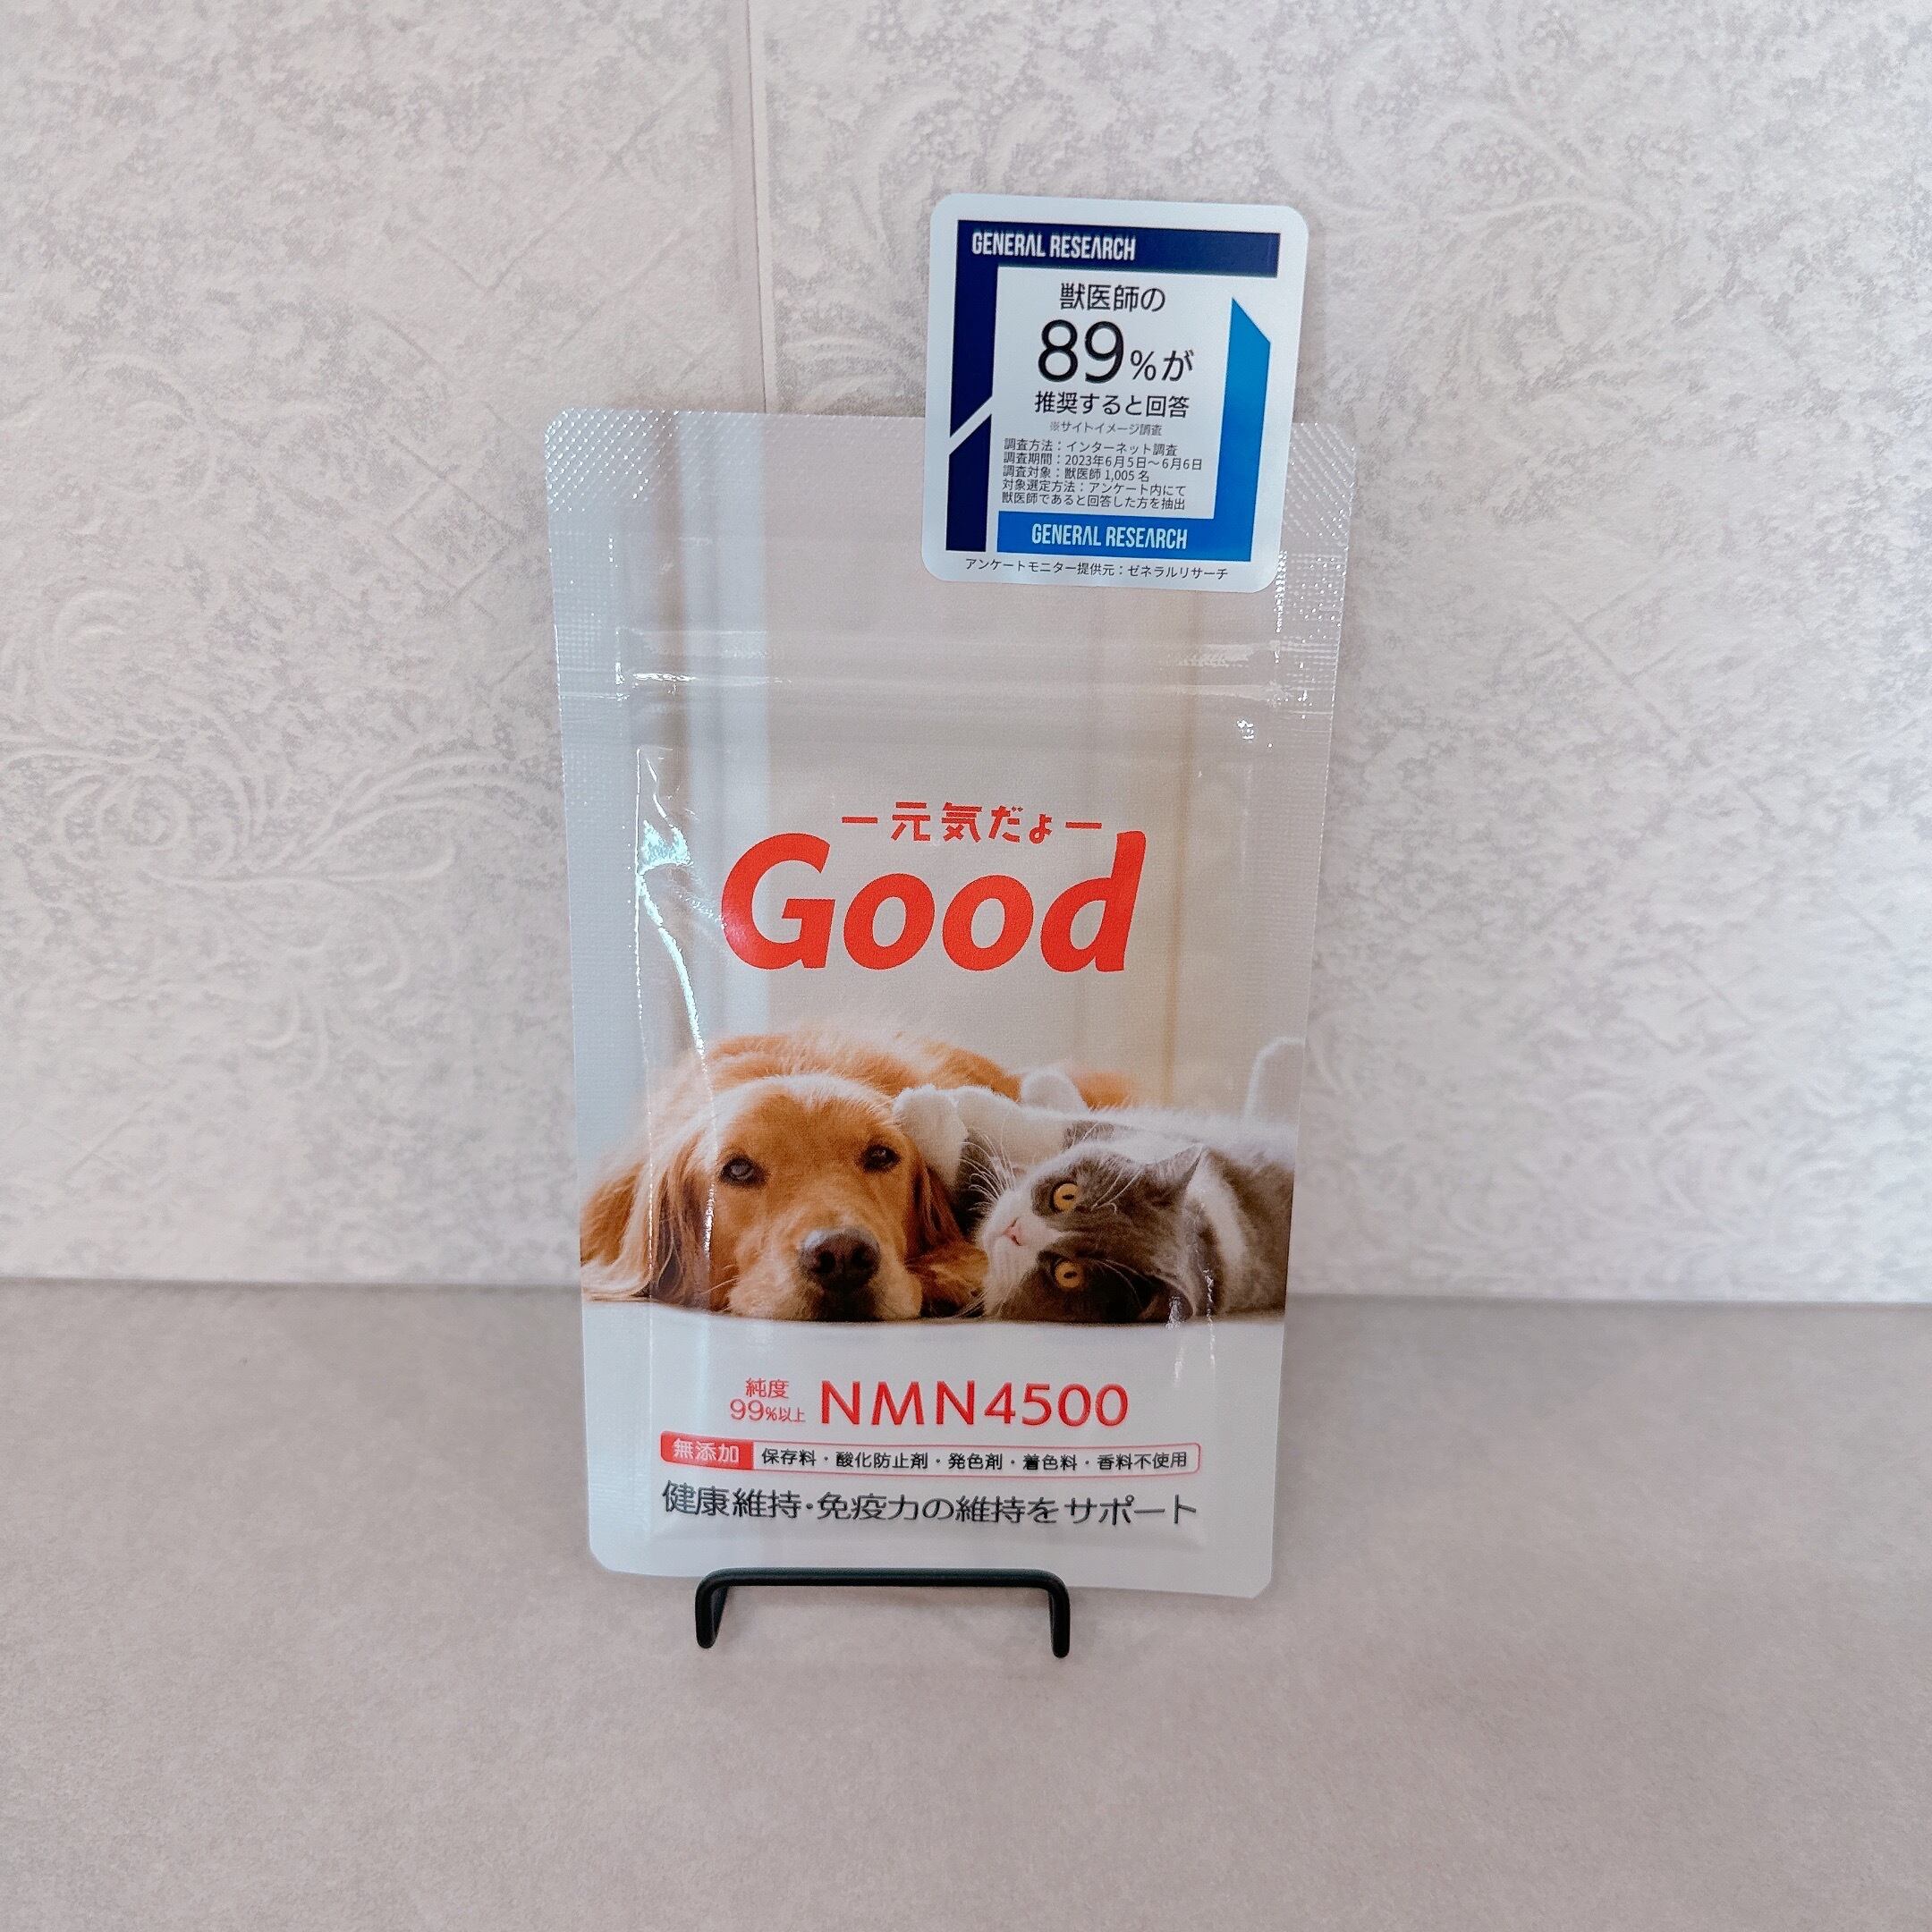 GENERAL RESEARCH
獣医師の
89%が
推奨すると回答
※サイトイメージ調査
調査方法：インターネット調査
調査期間：2023年6月5日〜6月6日
調査対象：獣医師 1,005 名
対象選定方法：アンケート内にて
獣医師であると回答した方を抽出
GENERAL RESEARCH
アンケートモニター提供元：ゼネラルリサーチ
ー元気だよー
Good
純度
99%以上 NMN4500
無添加 保存料・酸化防止剤・発色剤・着色料・香料不使用
健康維持・免疫力の維持をサポート